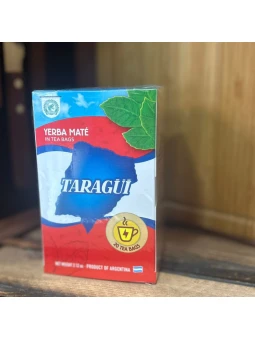 YERBA MATÉ
IN TEA BAGS
TARAGÜI
20 TEA BAGS
PRODUCT OF ARGENTINA